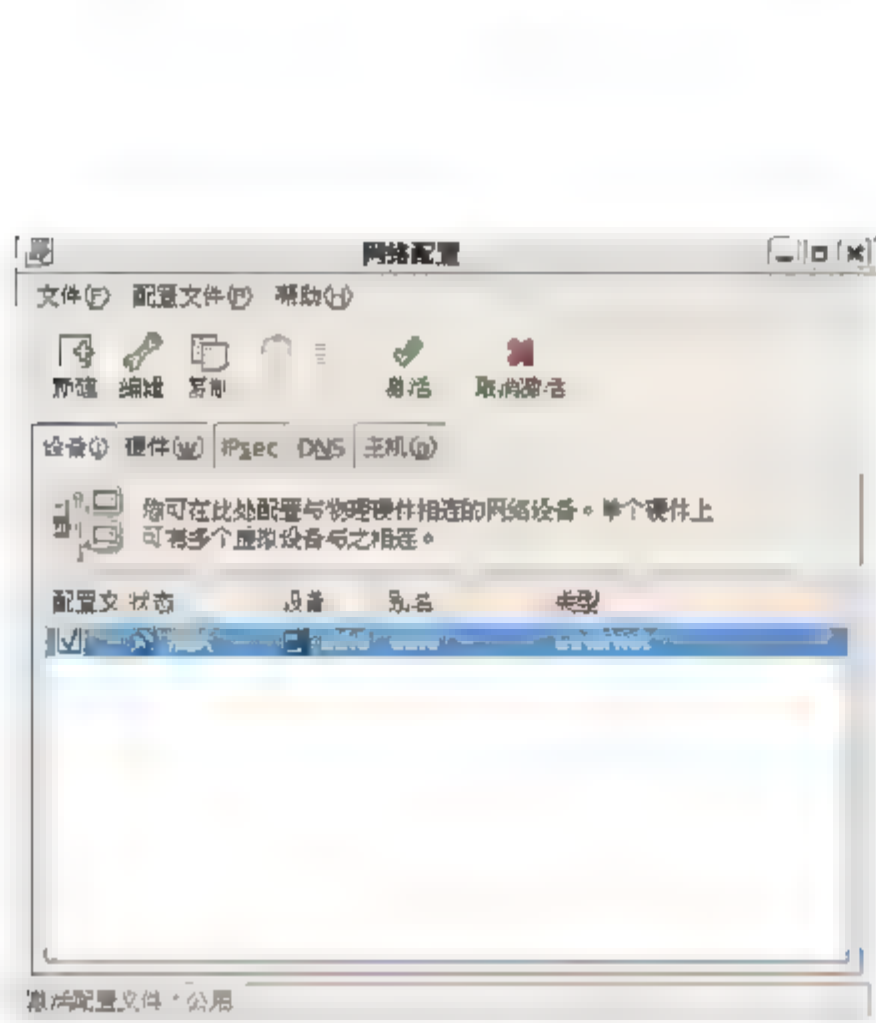 网络配置
文件(F) 配置文件(P) 帮助(H)
新建 编辑 复制 激活 取消激活
设备(I) 硬件(W) IPsec DNS 主机(O)
您可在此处配置与物理硬件相连的网络设备。单个硬件上
可有多个虚拟设备与之相连。
配置文 状态 设备 别名 类型
激活配置文件：公用